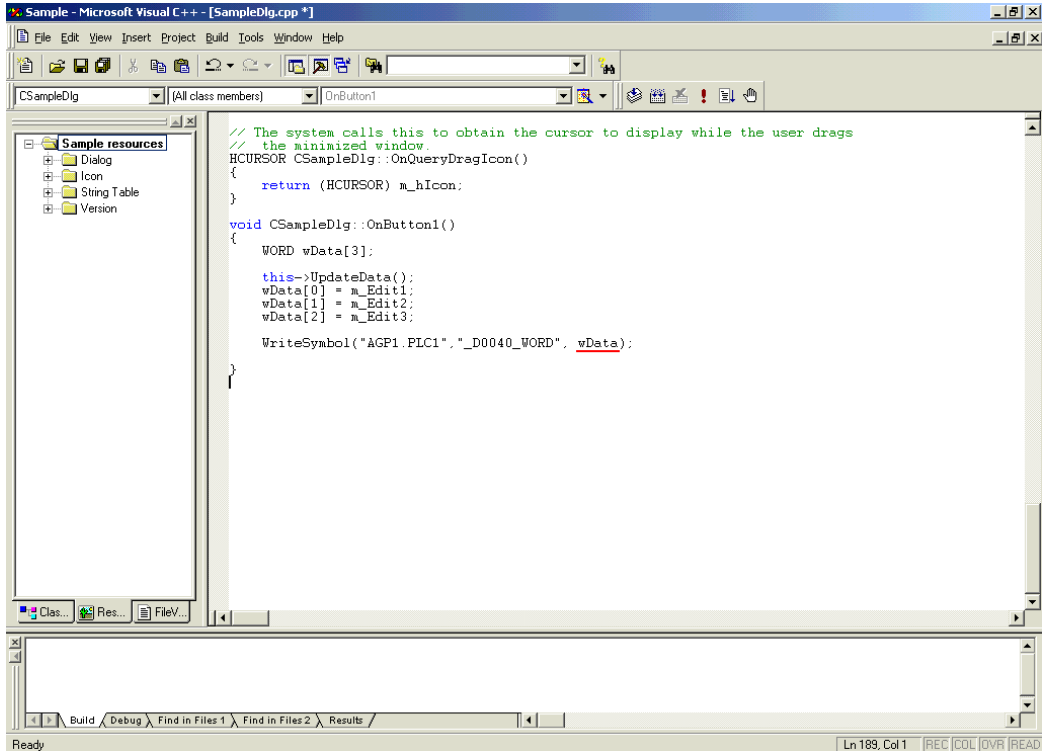 Sample - Microsoft Visual C++ - [SampleDlg.cpp *]
File Edit View Insert Project Build Tools Window Help
CSampleDlg (All class members) OnButton1
Sample resources
Dialog
Icon
String Table
Version
Clas... Res... FileV...
// The system calls this to obtain the cursor to display while the user drags
//  the minimized window.
HCURSOR CSampleDlg::OnQueryDragIcon()
{
    return (HCURSOR) m_hIcon;
}
void CSampleDlg::OnButton1()
{
    WORD wData[3];
    this->UpdateData();
    wData[0] = m_Edit1;
    wData[1] = m_Edit2;
    wData[2] = m_Edit3;
    WriteSymbol("AGP1.PLC1","_D0040_WORD", wData);
}
Build Debug Find in Files 1 Find in Files 2 Results
Ready Ln 189, Col 1 REC COL OVR READ